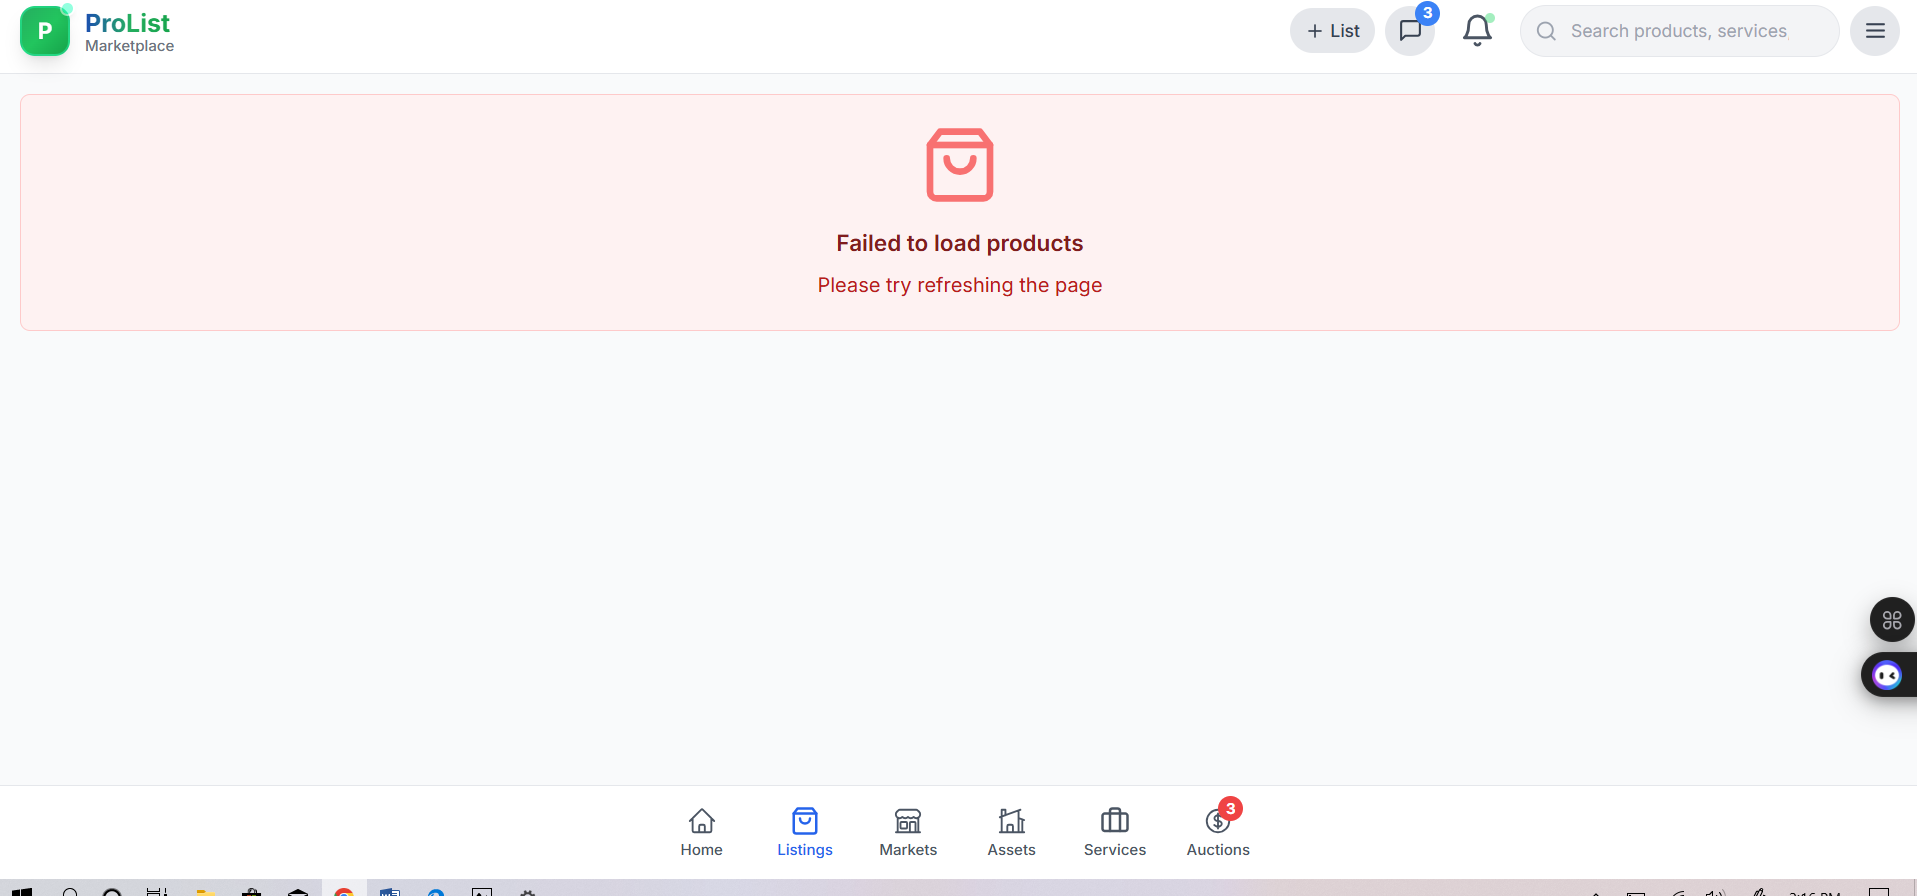 P
ProList
Marketplace
+ List
3
Search products, services,
Failed to load products
Please try refreshing the page
Home
Listings
Markets
Assets
Services
3
Auctions